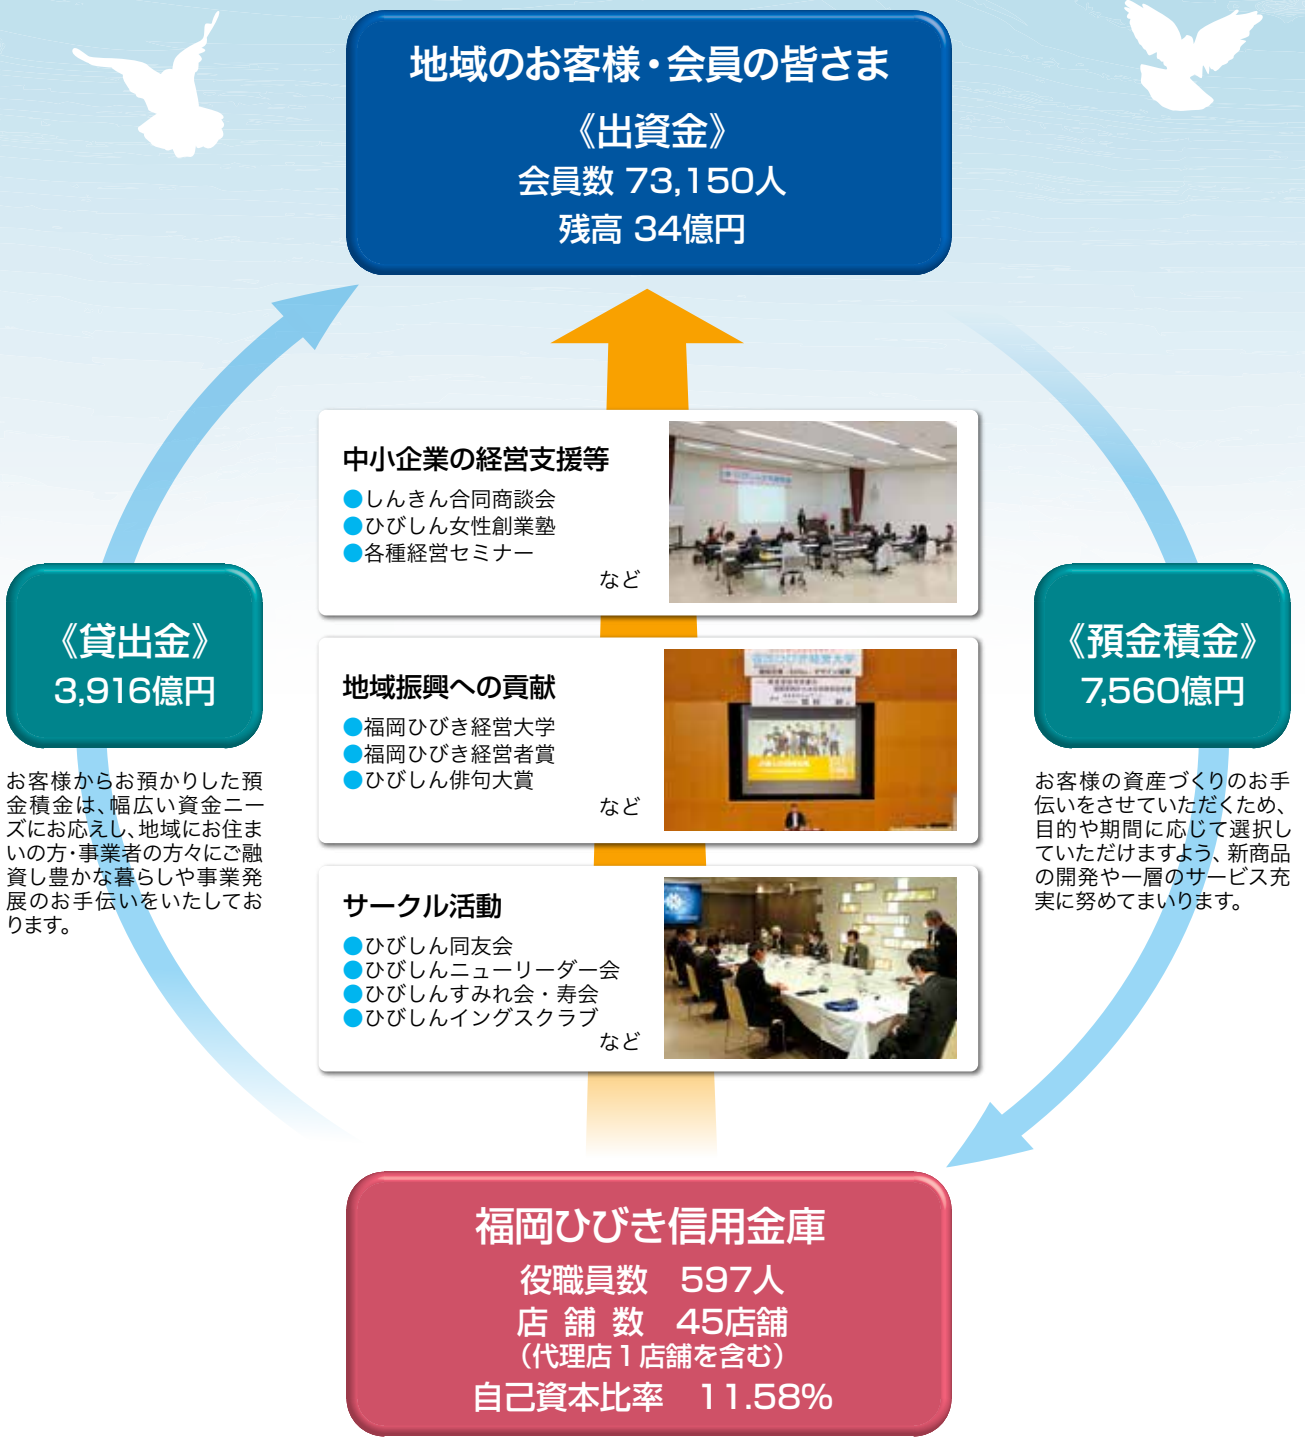 地域のお客様・会員の皆さま
《出資金》
会員数 73,150人
残高 34億円
中小企業の経営支援等
●しんきん合同商談会
●ひびしん女性創業塾
●各種経営セミナー
など
《貸出金》
3,916億円
お客様からお預かりした預
金積金は、幅広い資金ニー
ズにお応えし、地域にお住ま
いの方・事業者の方々にご融
資し豊かな暮らしや事業発
展のお手伝いをいたしてお
ります。
地域振興への貢献
●福岡ひびき経営大学
●福岡ひびき経営者賞
●ひびしん俳句大賞
など
《預金積金》
7,560億円
お客様の資産づくりのお手
伝いをさせていただくため、
目的や期間に応じて選択し
ていただけますよう、新商品
の開発や一層のサービス充
実に努めてまいります。
サークル活動
●ひびしん同友会
●ひびしんニューリーダー会
●ひびしんすみれ会・寿会
●ひびしんイングスクラブ
など
福岡ひびき信用金庫
役職員数 597人
店舗数 45店舗
（代理店1店舗を含む）
自己資本比率 11.58%